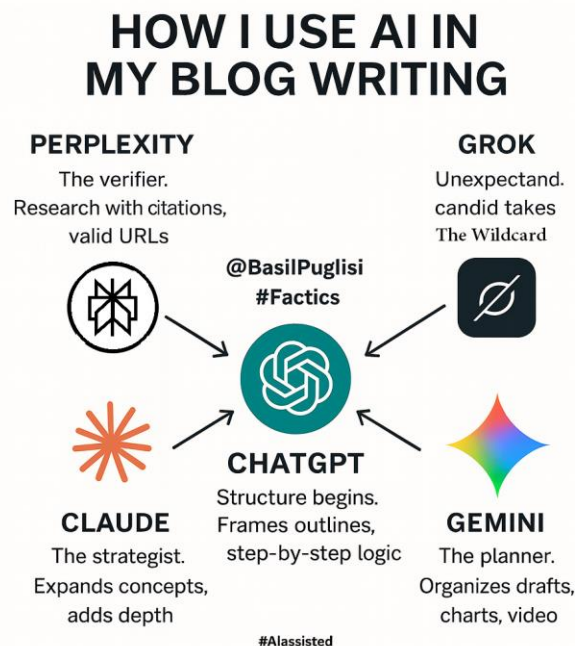 HOW I USE AI IN
MY BLOG WRITING
PERPLEXITY
The verifier.
Research with citations,
valid URLs
GROK
Unexpectand.
candid takes
The Wildcard
@BasilPuglisi
#Factics
CHATGPT
Structure begins.
Frames outlines,
step-by-step logic
CLAUDE
The strategist.
Expands concepts,
adds depth
GEMINI
The planner.
Organizes drafts,
charts, video
#AIassisted